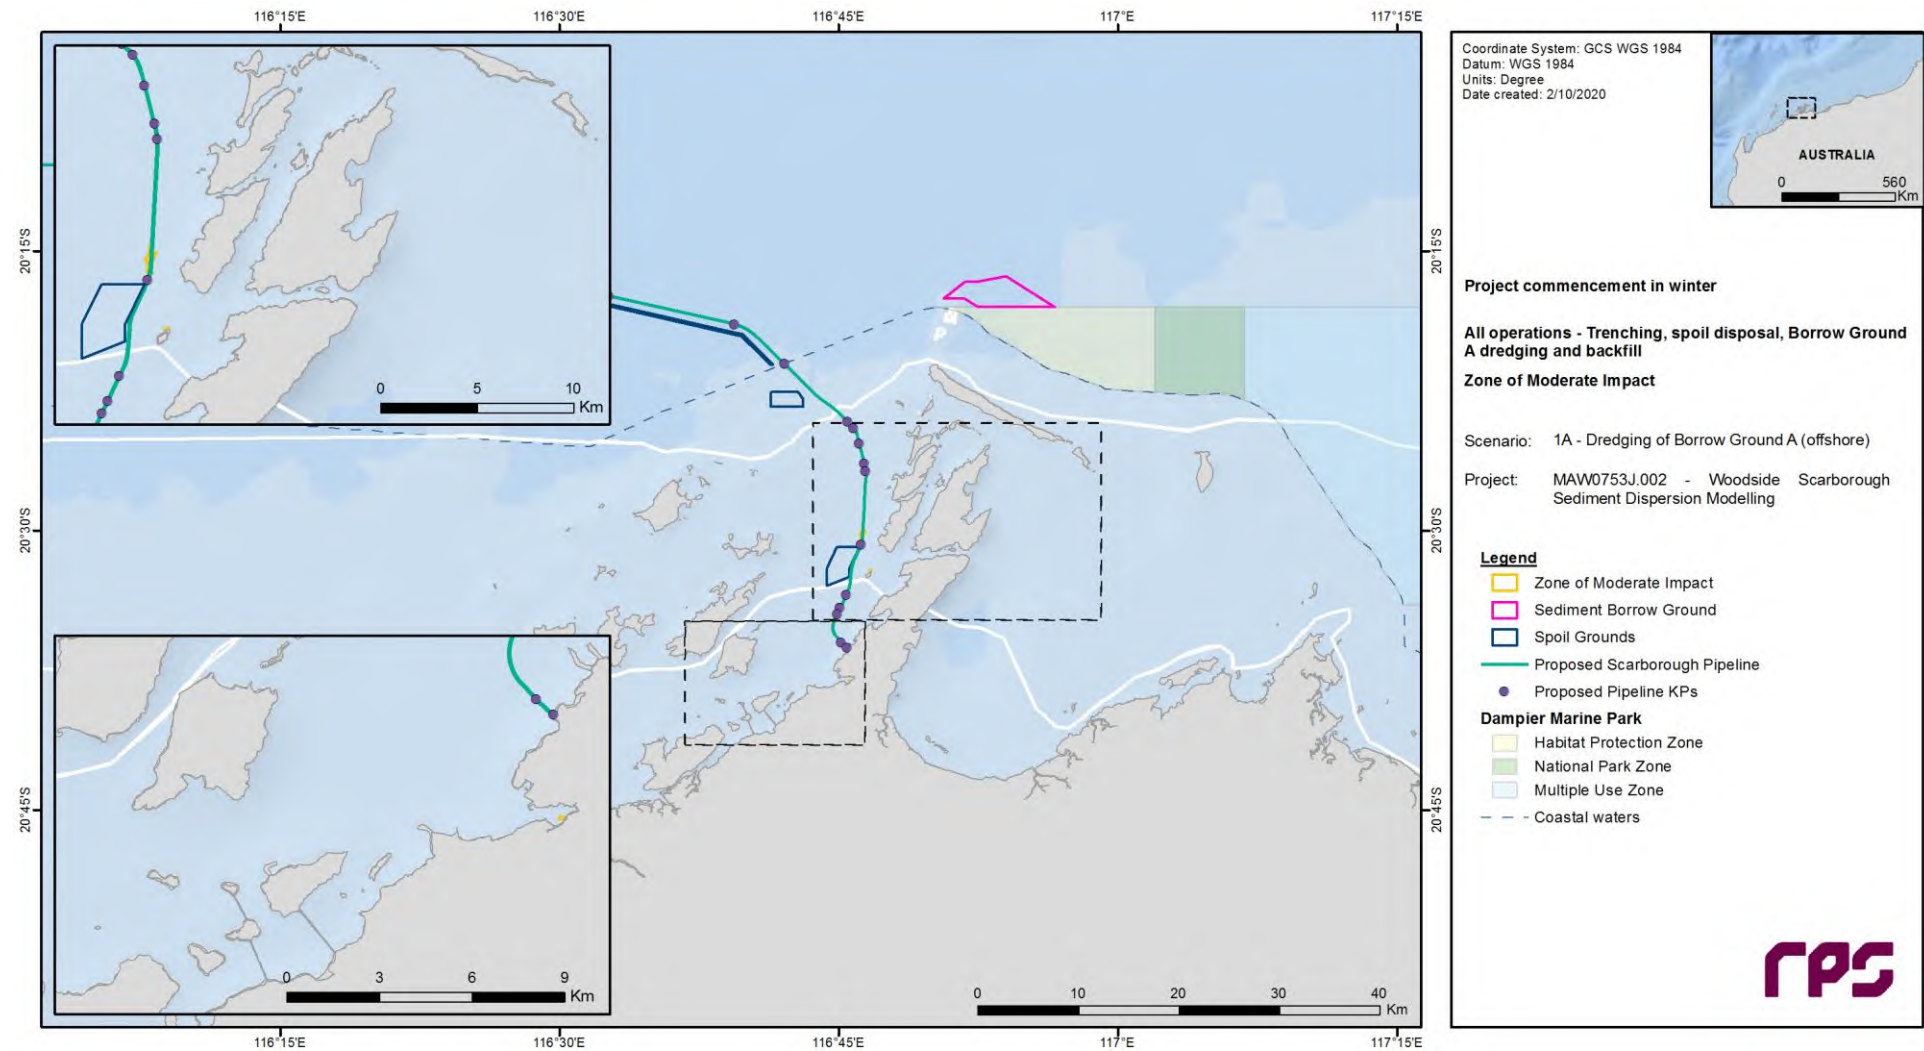 116°15'E 116°30'E 116°45'E 117°E 117°15'E
20°15'S 20°15'S
20°30'S 20°30'S
20°45'S 20°45'S
0 5 10
Km
0 3 6 9
Km
0 10 20 30 40
Km
116°15'E 116°30'E 116°45'E 117°E 117°15'E
Coordinate System: GCS WGS 1984
Datum: WGS 1984
Units: Degree
Date created: 2/10/2020
AUSTRALIA
0 560
Km
Project commencement in winter
All operations - Trenching, spoil disposal, Borrow Ground
A dredging and backfill
Zone of Moderate Impact
Scenario: 1A - Dredging of Borrow Ground A (offshore)
Project: MAW0753J.002 - Woodside Scarborough
Sediment Dispersion Modelling
Legend
Zone of Moderate Impact
Sediment Borrow Ground
Spoil Grounds
Proposed Scarborough Pipeline
Proposed Pipeline KPs
Dampier Marine Park
Habitat Protection Zone
National Park Zone
Multiple Use Zone
Coastal waters
rps